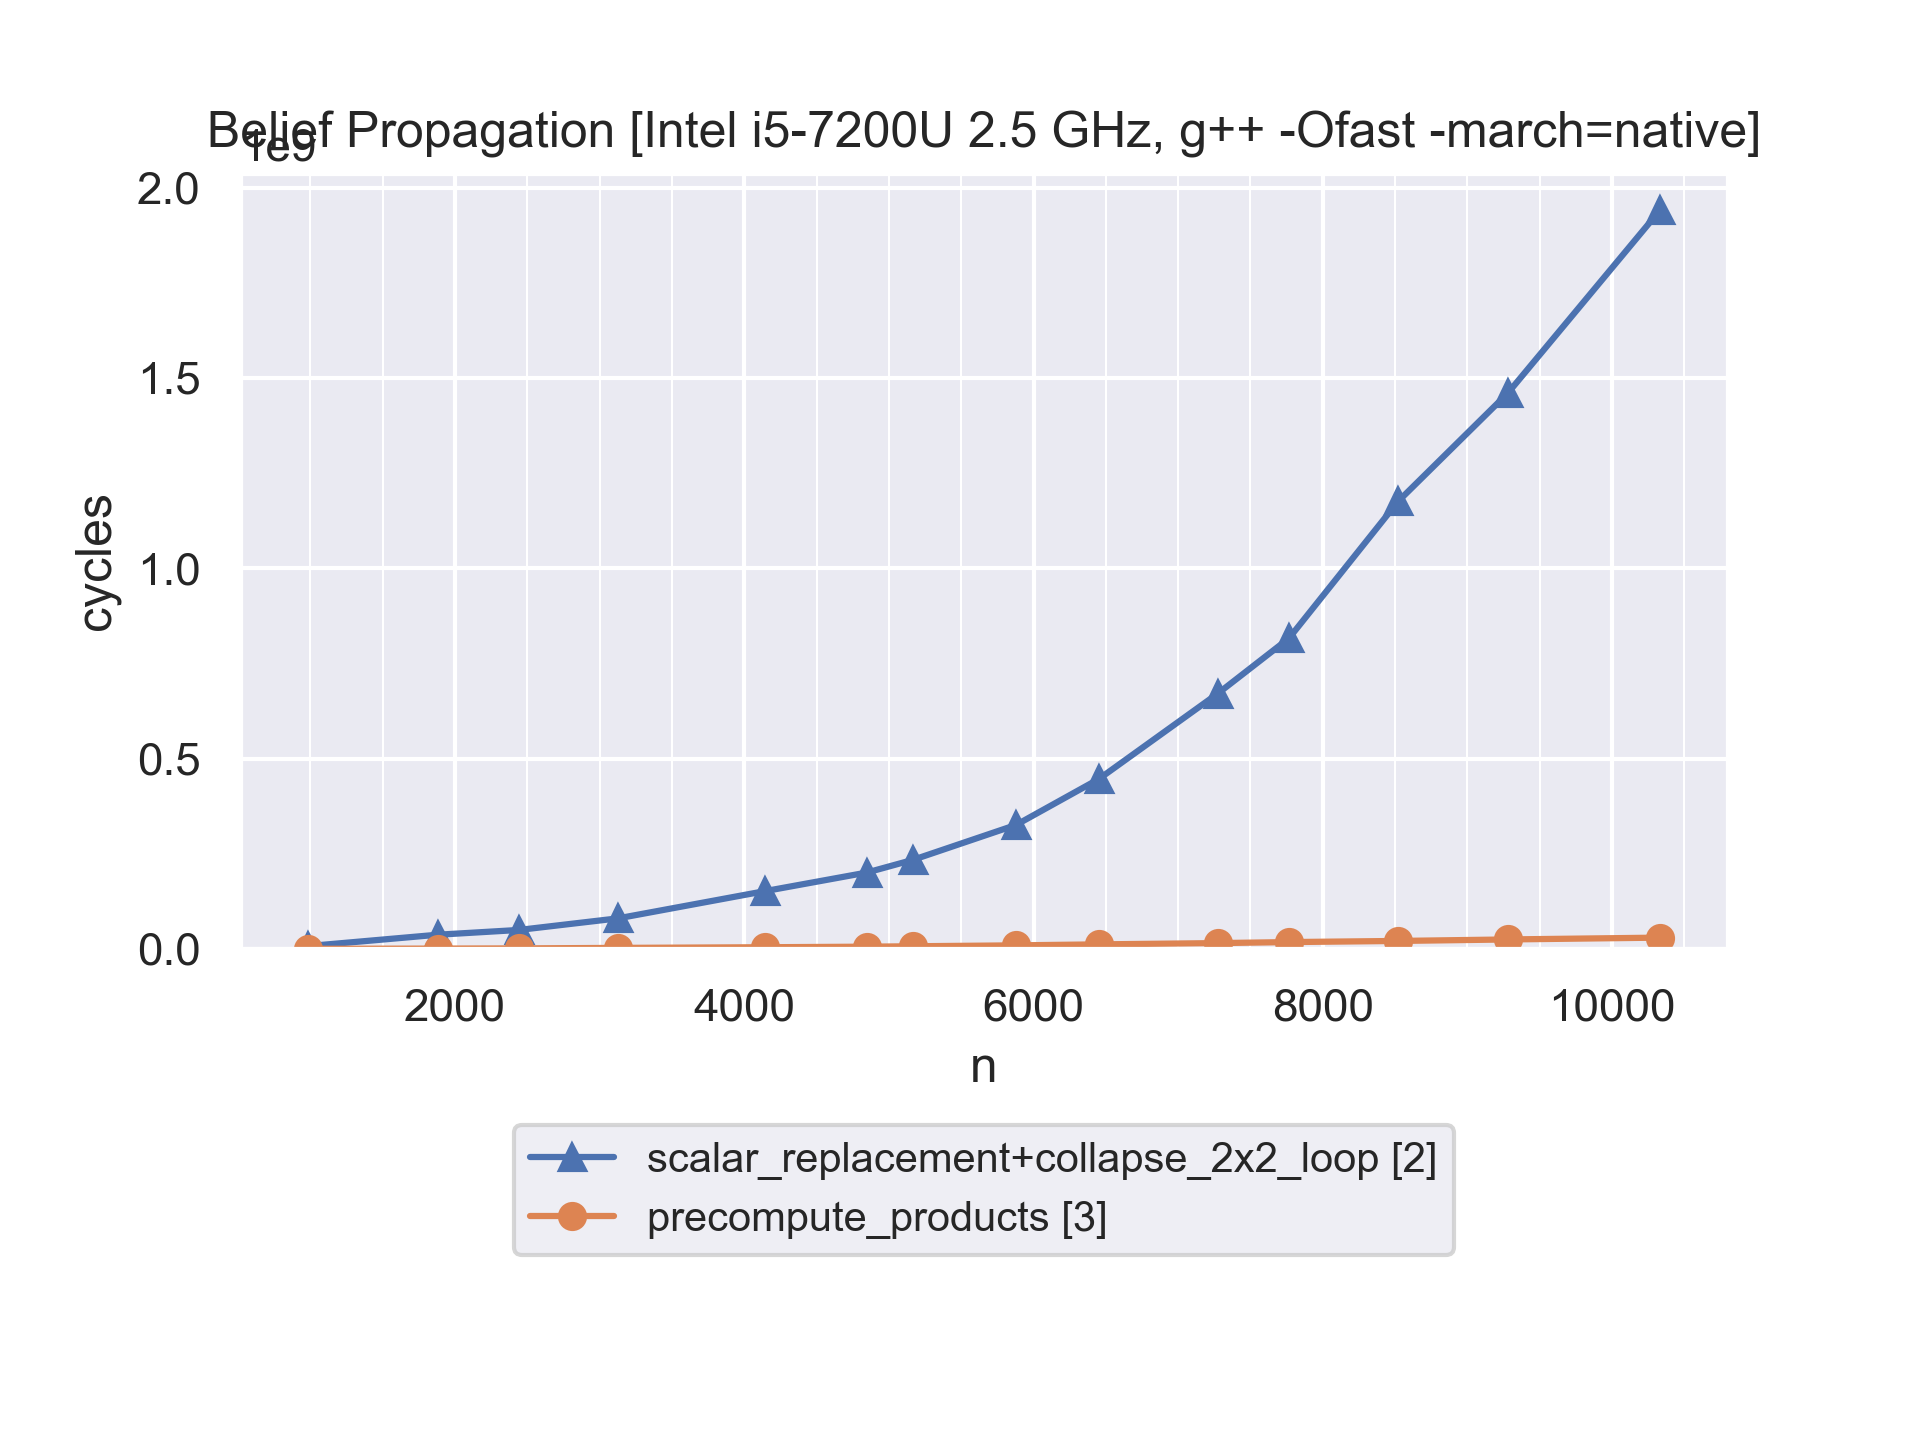 Belief Propagation [Intel i5-7200U 2.5 GHz, g++ -Ofast -march=native]
1e9
2.0
1.5
1.0
0.5
0.0
cycles
2000 4000 6000 8000 10000
n
scalar_replacement+collapse_2x2_loop [2]
precompute_products [3]